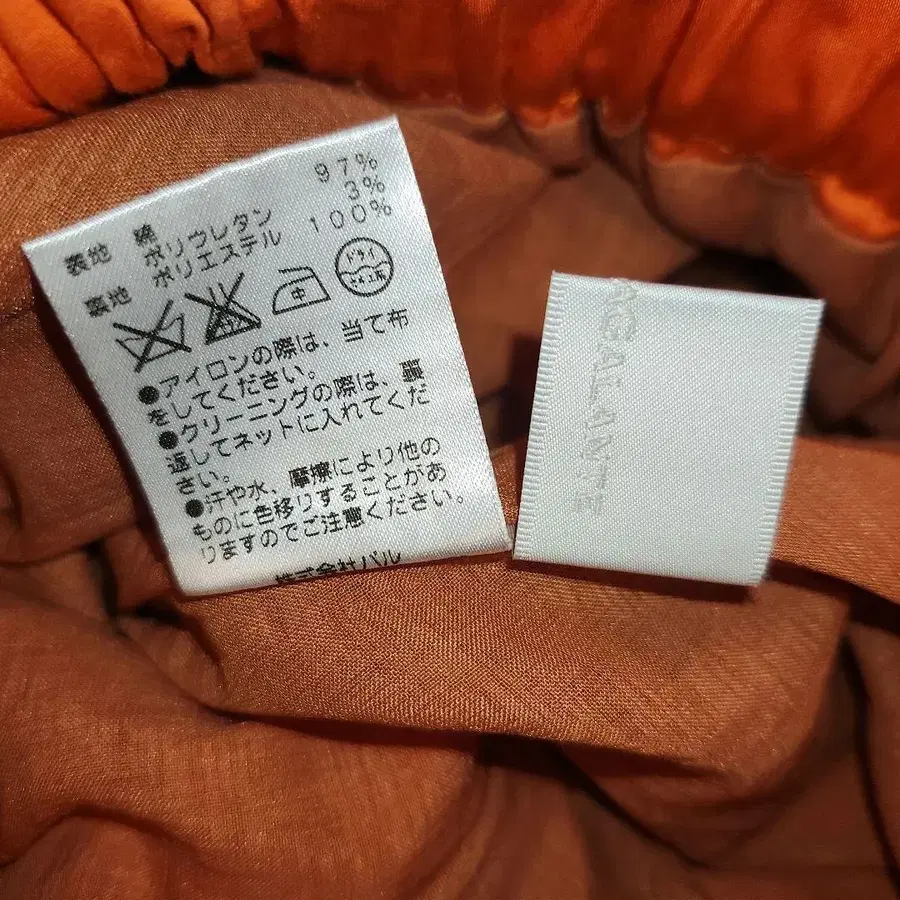 表地 綿 97%
ポリウレタン 3%
裏地 ポリエステル 100%
中 ドライ セキユ系
●アイロンの際は、当て布
をしてください。
●クリーニングの際は、裏
返してネットに入れてくだ
さい。
●汗や水、摩擦により他の
ものに色移りすることがあ
りますのでご注意ください。
株式会社パル
PAGALANTE